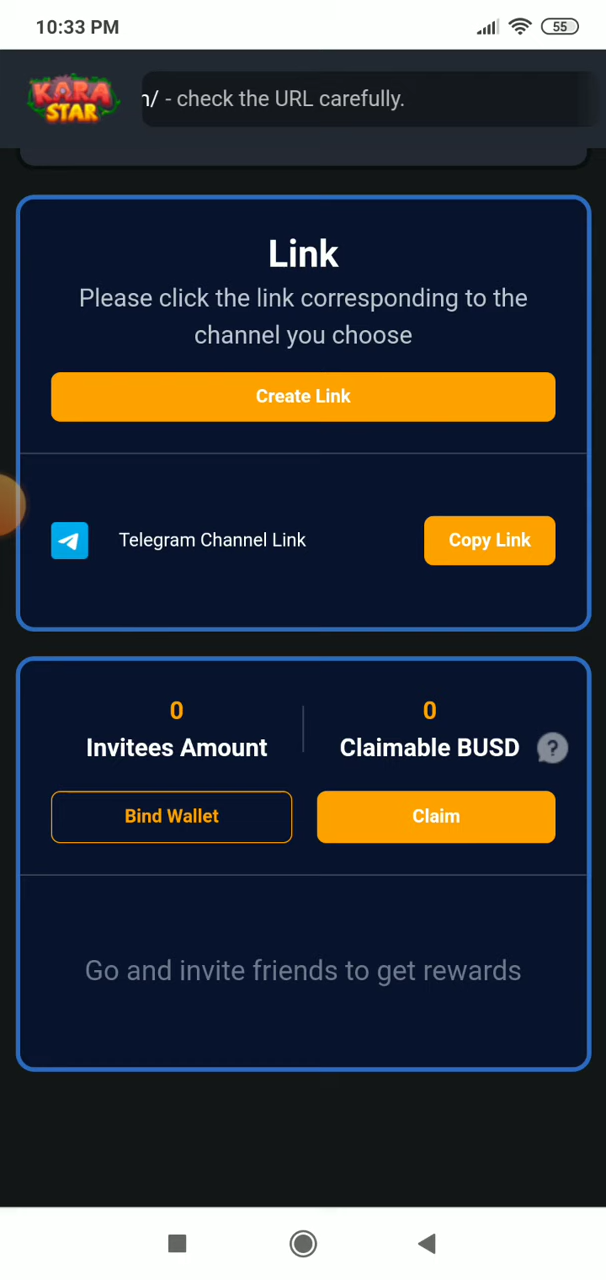 10:33 PM
55
KARA
STAR
/ - check the URL carefully.
Link
Please click the link corresponding to the
channel you choose
Create Link
Telegram Channel Link
Copy Link
0
Invitees Amount
0
Claimable BUSD
?
Bind Wallet
Claim
Go and invite friends to get rewards